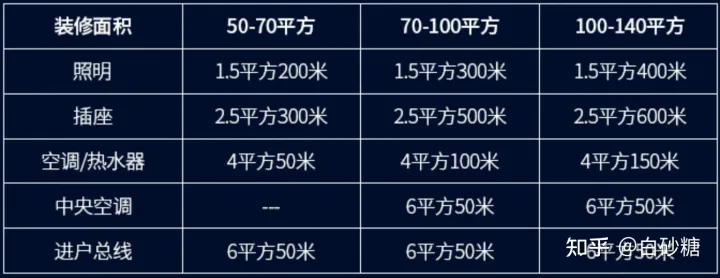 装修面积 50-70平方 70-100平方 100-140平方
照明 1.5平方200米 1.5平方300米 1.5平方400米
插座 2.5平方300米 2.5平方500米 2.5平方600米
空调/热水器 4平方50米 4平方100米 4平方150米
中央空调 --- 6平方50米 6平方50米
进户总线 6平方50米 6平方50米 6平方50米
知乎 @白砂糖